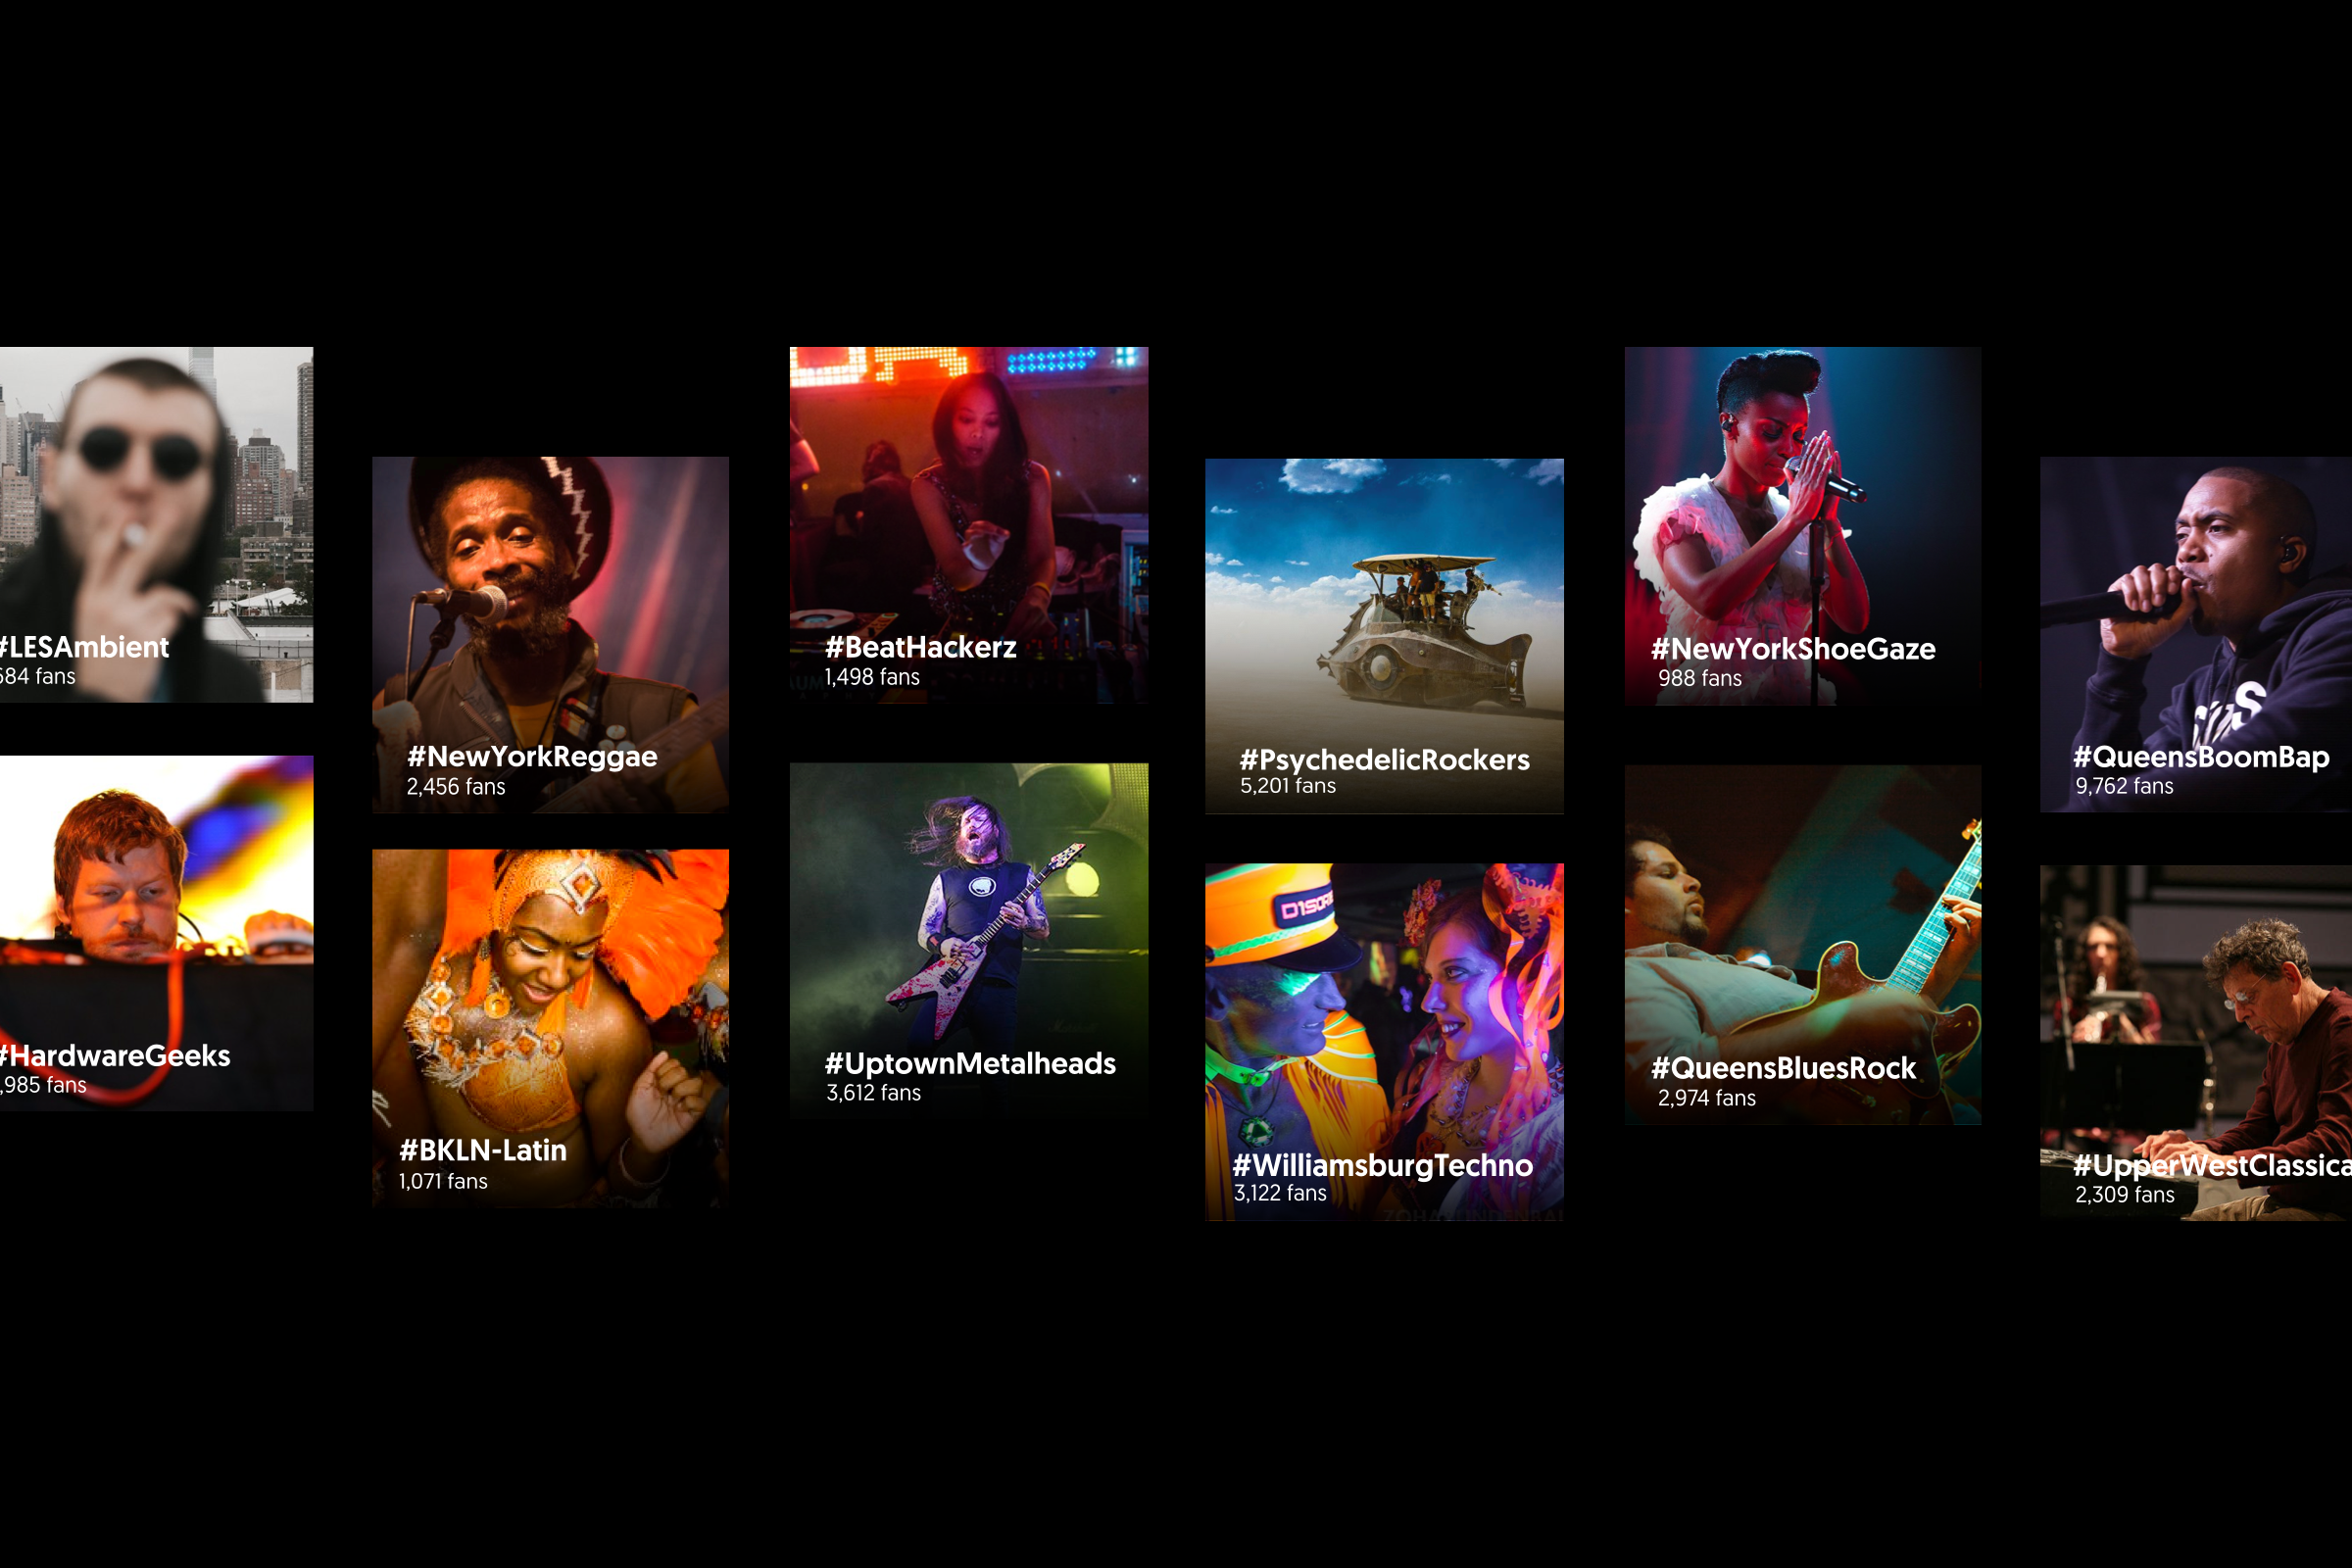 #LESAmbient
684 fans
#HardwareGeeks
,985 fans
#NewYorkReggae
2,456 fans
#BKLN-Latin
1,071 fans
#BeatHackerz
1,498 fans
#UptownMetalheads
3,612 fans
#PsychedelicRockers
5,201 fans
D1SOR
#WilliamsburgTechno
3,122 fans
#NewYorkShoeGaze
988 fans
#QueensBluesRock
2,974 fans
#QueensBoomBap
9,762 fans
#UpperWestClassica
2,309 fans